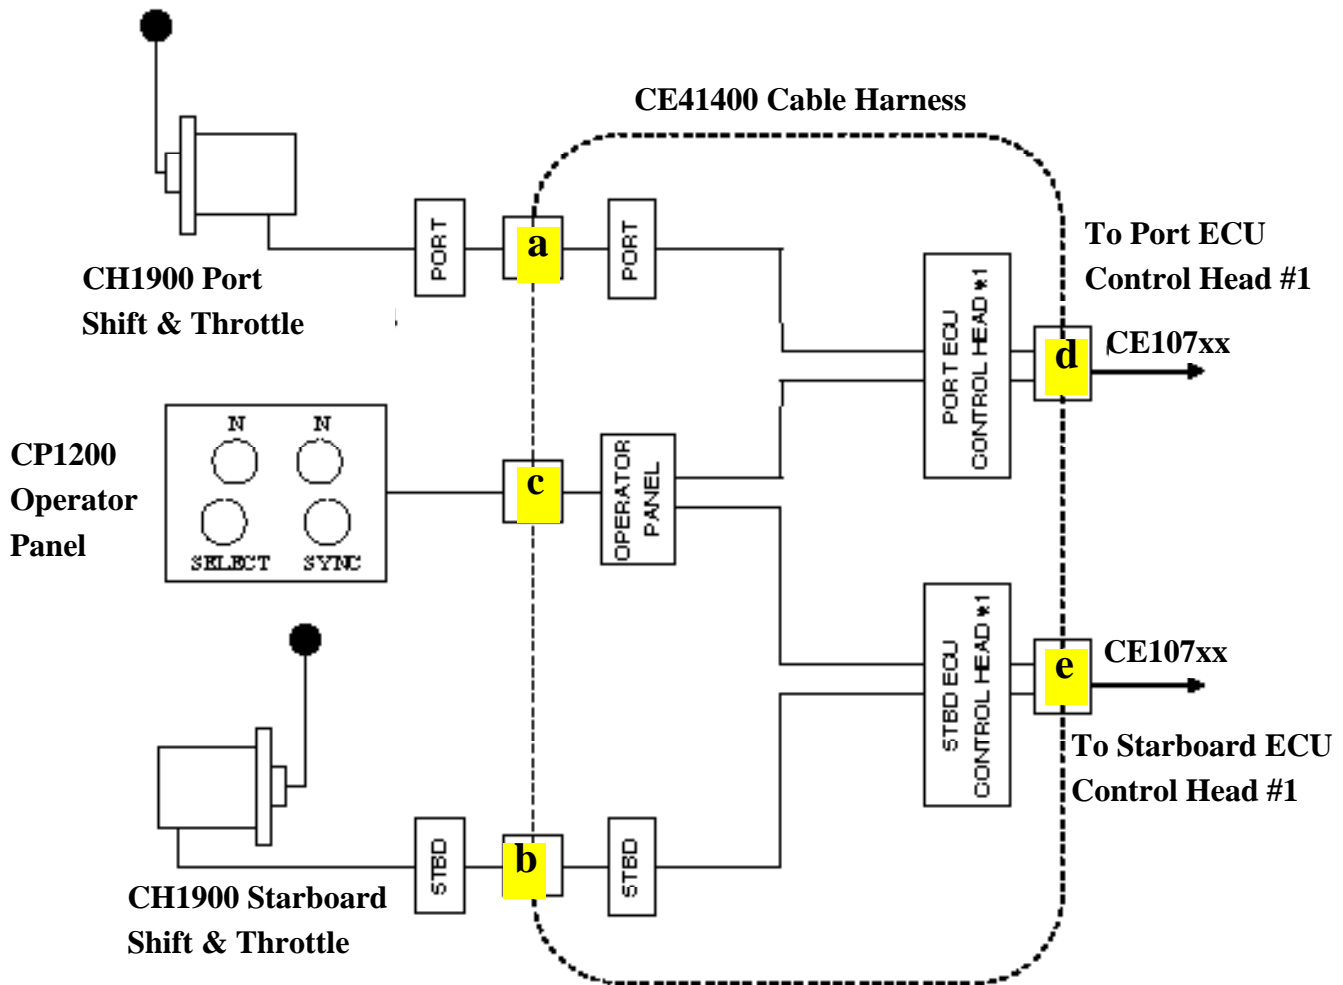 CE41400 Cable Harness
PORT
a
PORT
CH1900 Port
Shift & Throttle
PORT ECU
CONTROL HEAD #1
To Port ECU
Control Head #1
d
CE107xx
CP1200
Operator
Panel
N N
SELECT SYNC
c
OPERATOR
PANEL
STBD ECU
CONTROL HEAD #1
e
CE107xx
To Starboard ECU
Control Head #1
STBD
b
STBD
CH1900 Starboard
Shift & Throttle